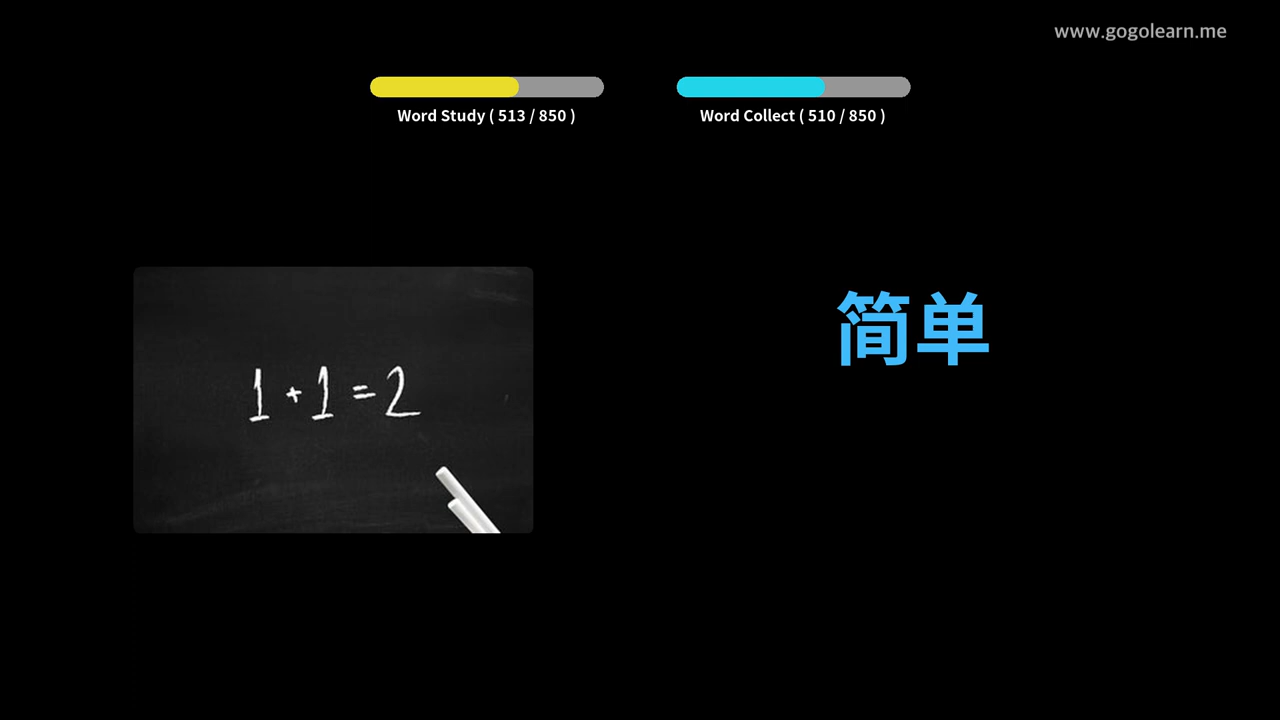 www.gogolearn.me
Word Study ( 513 / 850 )
Word Collect ( 510 / 850 )
简单
1 + 1 = 2